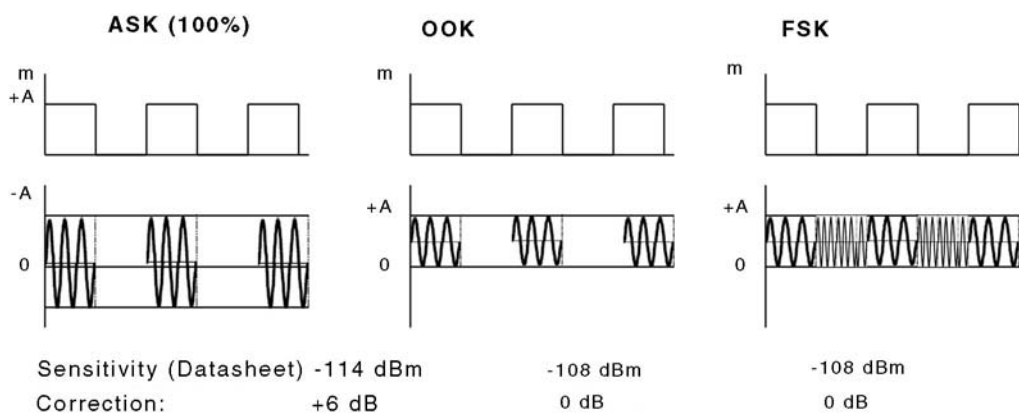 ASK (100%) OOK FSK
m m m
+A
-A +A +A
0 0 0
Sensitivity (Datasheet) -114 dBm -108 dBm -108 dBm
Correction: +6 dB 0 dB 0 dB